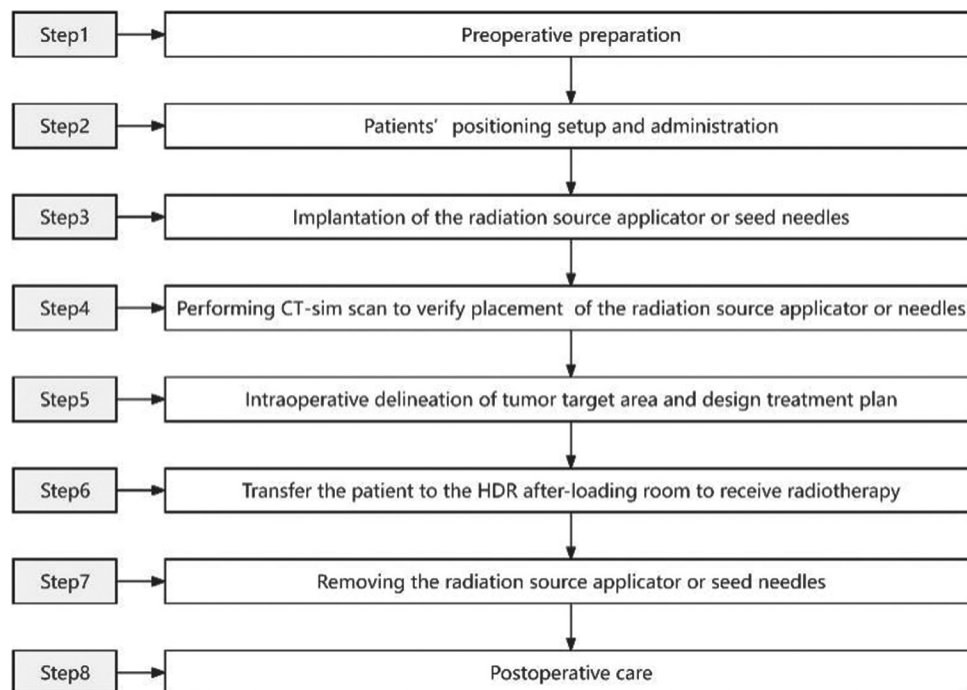 Step1
Preoperative preparation
Step2
Patients' positioning setup and administration
Step3
Implantation of the radiation source applicator or seed needles
Step4
Performing CT-sim scan to verify placement of the radiation source applicator or needles
Step5
Intraoperative delineation of tumor target area and design treatment plan
Step6
Transfer the patient to the HDR after-loading room to receive radiotherapy
Step7
Removing the radiation source applicator or seed needles
Step8
Postoperative care